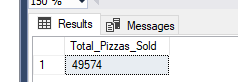 150 %
Results Messages
Total_Pizzas_Sold
1 49574